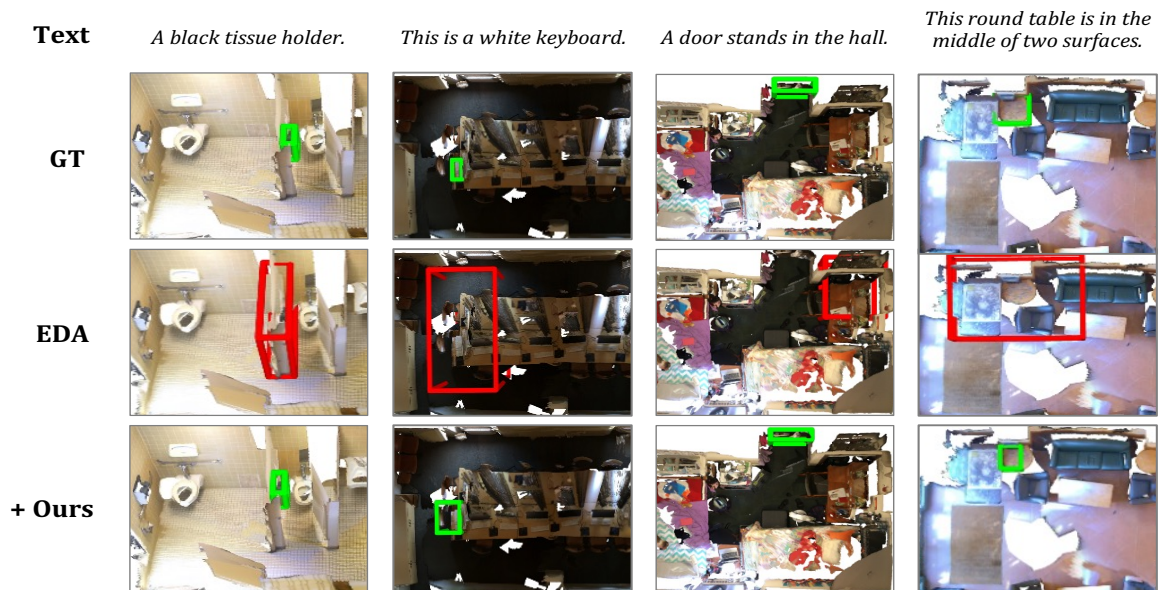 Text
A black tissue holder.
This is a white keyboard.
A door stands in the hall.
This round table is in the
middle of two surfaces.
GT
EDA
+ Ours